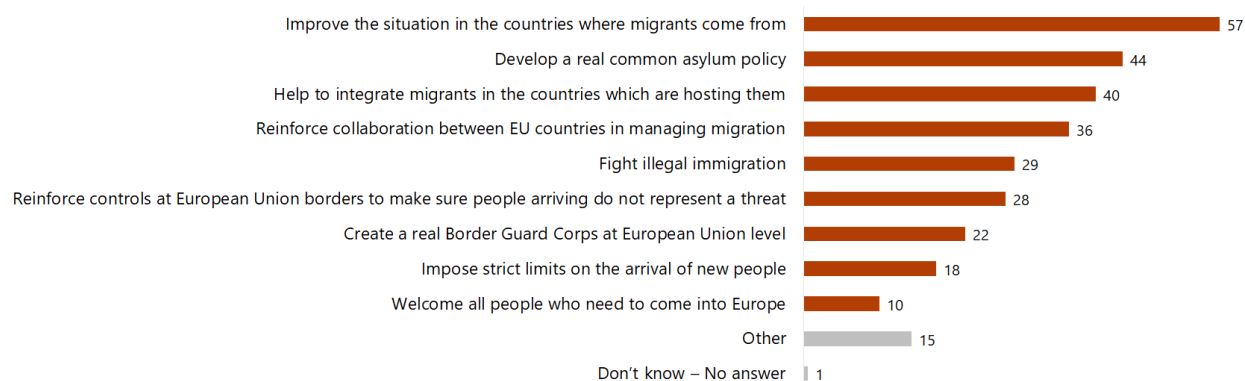 Improve the situation in the countries where migrants come from 57
Develop a real common asylum policy 44
Help to integrate migrants in the countries which are hosting them 40
Reinforce collaboration between EU countries in managing migration 36
Fight illegal immigration 29
Reinforce controls at European Union borders to make sure people arriving do not represent a threat 28
Create a real Border Guard Corps at European Union level 22
Impose strict limits on the arrival of new people 18
Welcome all people who need to come into Europe 10
Other 15
Don’t know – No answer 1